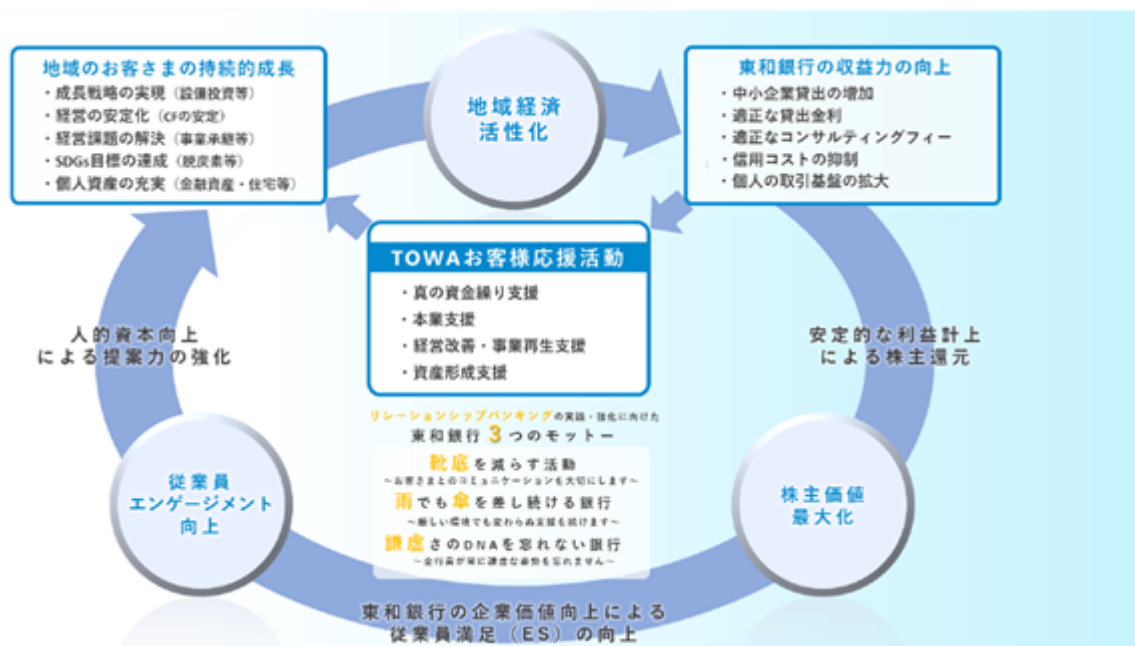 地域のお客さまの持続的成長
・成長戦略の実現（設備投資等）
・経営の安定化（CFの安定）
・経営課題の解決（事業承継等）
・SDGs目標の達成（脱炭素等）
・個人資産の充実（金融資産・住宅等）
地域経済
活性化
東和銀行の収益力の向上
・中小企業貸出の増加
・適正な貸出金利
・適正なコンサルティングフィー
・信用コストの抑制
・個人の取引基盤の拡大
TOWAお客様応援活動
・真の資金繰り支援
・本業支援
・経営改善・事業再生支援
・資産形成支援
人的資本向上
による提案力の強化
安定的な利益計上
による株主還元
リレーションシップバンキングの実践・強化に向けた
東和銀行 3 つのモットー
靴底を減らす活動
～お客さまとのコミュニケーションを大切にします～
雨でも傘を差し続ける銀行
～厳しい環境でも変わらぬ支援を続けます～
謙虚さのDNAを忘れない銀行
～全行員が常に謙虚な姿勢を忘れません～
従業員
エンゲージメント
向上
株主価値
最大化
東和銀行の企業価値向上による
従業員満足（ES）の向上